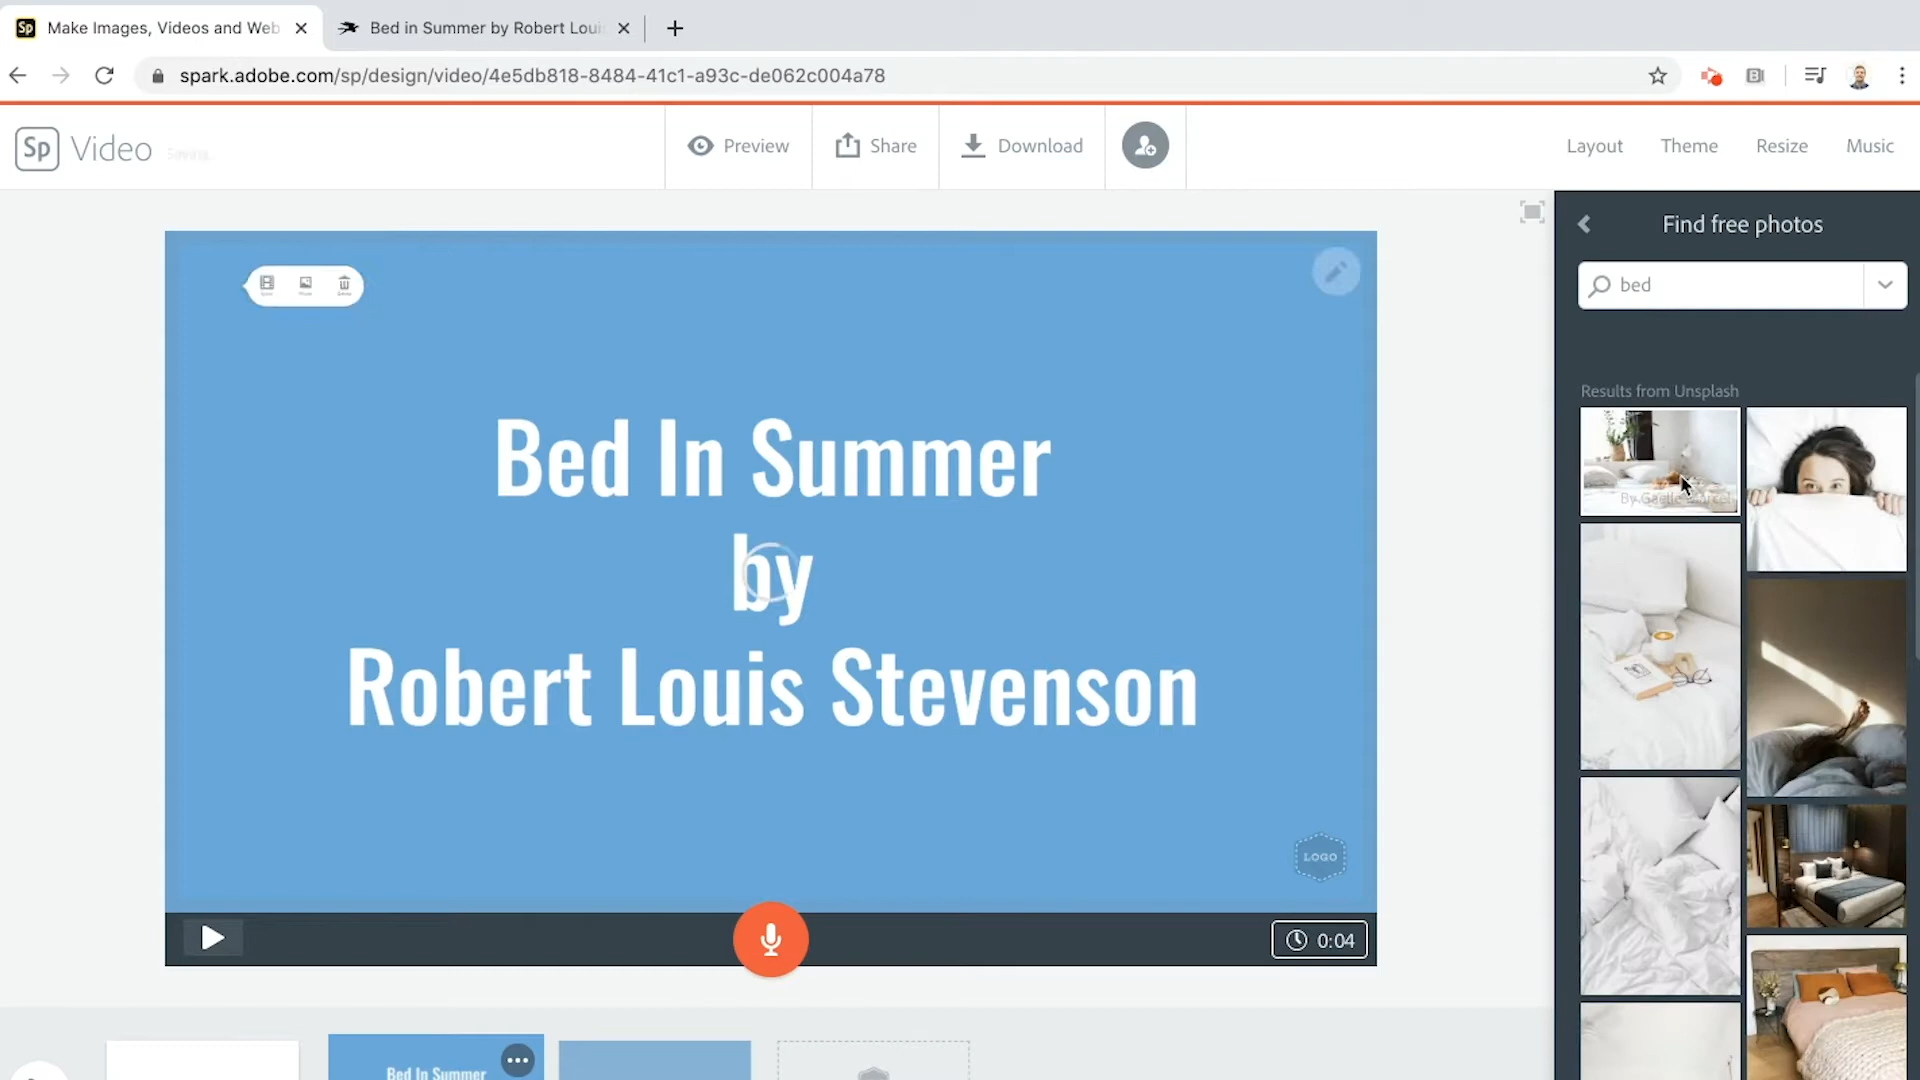 Sp Make Images, Videos and Web
Bed in Summer by Robert Loui
spark.adobe.com/sp/design/video/4e5db818-8484-41c1-a93c-de062c004a78
Sp Video Saving...
Preview
Share
Download
Layout
Theme
Resize
Music
Find free photos
bed
Results from Unsplash
Bed In Summer
by
Robert Louis Stevenson
LOGO
0:04
Bed In Summer